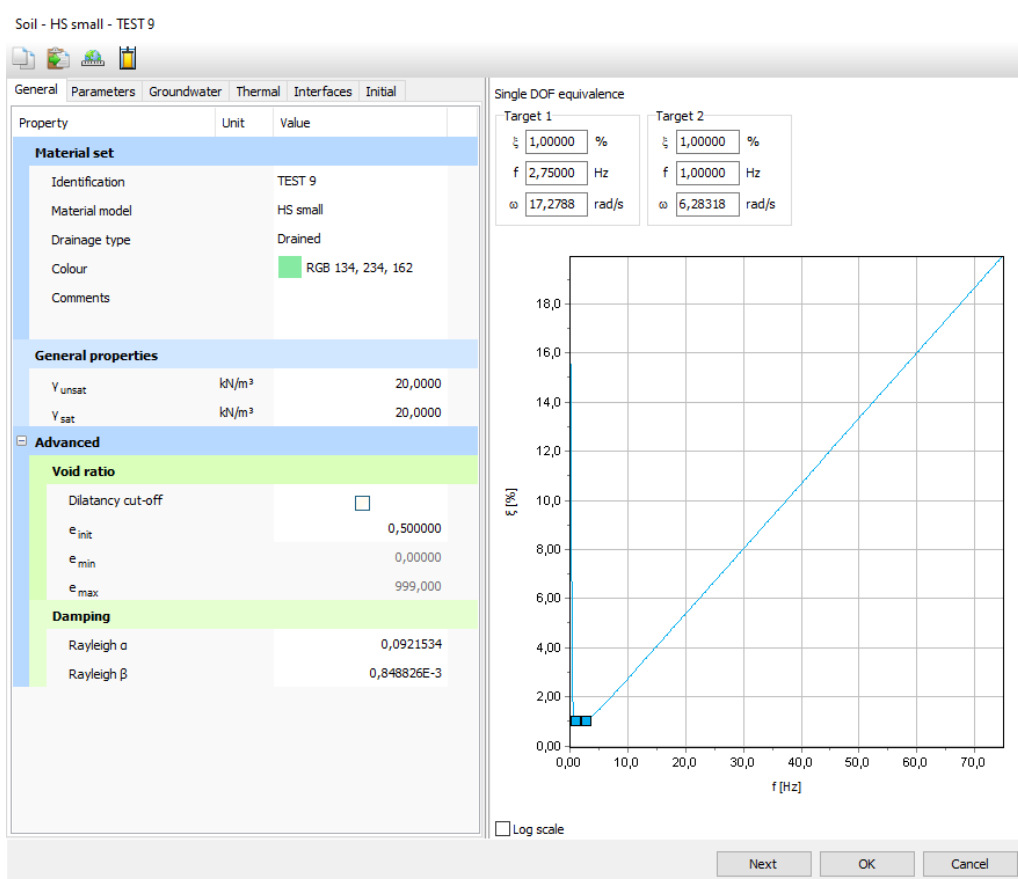 Soil - HS small - TEST 9
General Parameters Groundwater Thermal Interfaces Initial
Property Unit Value
Material set
Identification TEST 9
Material model HS small
Drainage type Drained
Colour RGB 134, 234, 162
Comments
General properties
γ unsat kN/m³ 20,0000
γ sat kN/m³ 20,0000
Advanced
Void ratio
Dilatancy cut-off
e init 0,500000
e min 0,00000
e max 999,000
Damping
Rayleigh α 0,0921534
Rayleigh β 0,848826E-3
Single DOF equivalence
Target 1 Target 2
ξ 1,00000 % ξ 1,00000 %
f 2,75000 Hz f 1,00000 Hz
ω 17,2788 rad/s ω 6,28318 rad/s
18,0
16,0
14,0
12,0
10,0
8,00
6,00
4,00
2,00
0,00
ξ [%]
0,00 10,0 20,0 30,0 40,0 50,0 60,0 70,0
f [Hz]
Log scale
Next OK Cancel